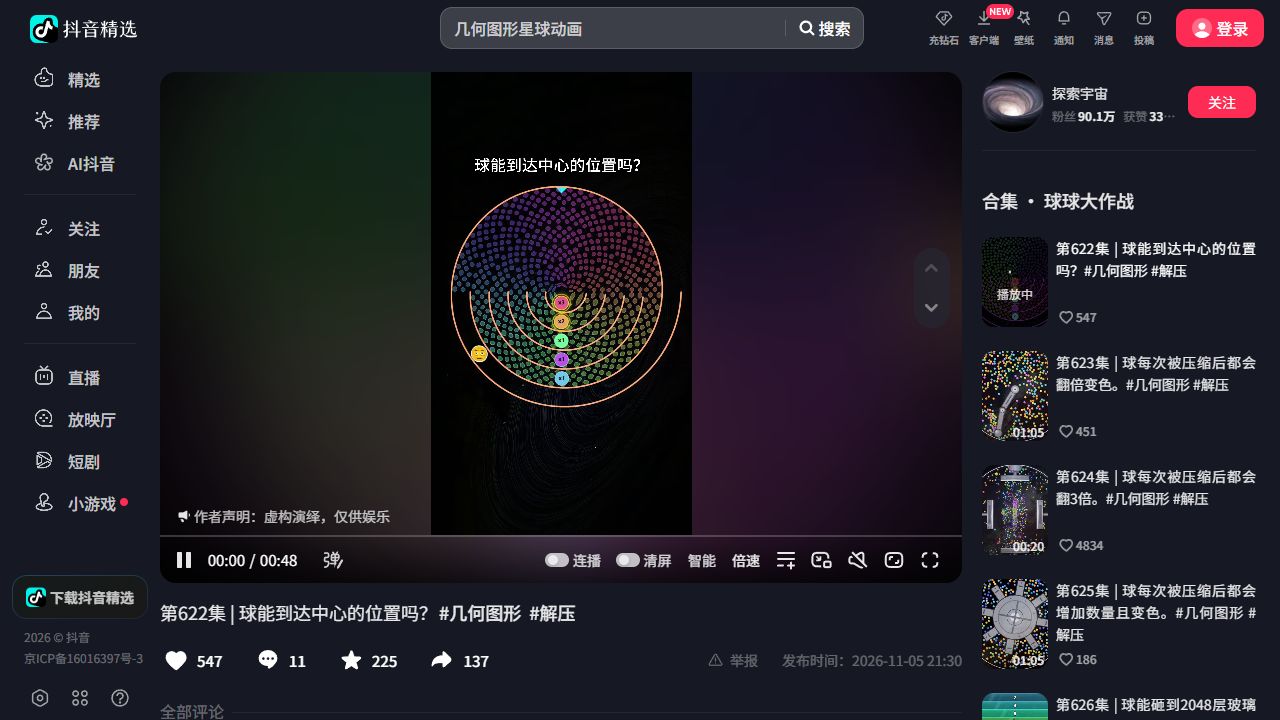 抖音精选
几何图形星球动画
搜索
充钻石
客户端
NEW
壁纸
通知
消息
投稿
登录
精选
推荐
AI抖音
关注
朋友
我的
直播
放映厅
短剧
小游戏
下载抖音精选
2026 © 抖音
京ICP备16016397号-3
球能到达中心的位置吗？
作者声明：虚构演绎，仅供娱乐
00:00 / 00:48
弹
连播
清屏
智能
倍速
第622集 | 球能到达中心的位置吗？ #几何图形 #解压
547
11
225
137
举报
发布时间：2026-11-05 21:30
全部评论
探索宇宙
粉丝 90.1万 获赞 33…
关注
合集 · 球球大作战
播放中
第622集 | 球能到达中心的位置
吗？#几何图形 #解压
547
第623集 | 球每次被压缩后都会
翻倍变色。#几何图形 #解压
01:05
451
第624集 | 球每次被压缩后都会
翻3倍。#几何图形 #解压
00:20
4834
第625集 | 球每次被压缩后都会
增加数量且变色。#几何图形 #
解压
01:05
186
第626集 | 球能砸到2048层玻璃